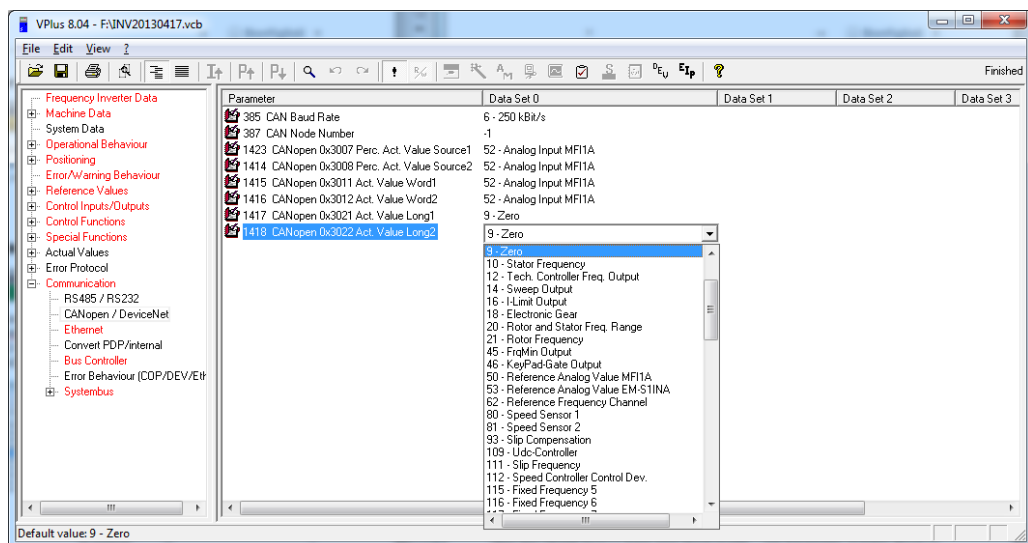 VPlus 8.04 - F:\INV20130417.vcb
File Edit View ?
Finished
Frequency Inverter Data
Machine Data
System Data
Operational Behaviour
Positioning
Error/Warning Behaviour
Reference Values
Control Inputs/Outputs
Control Functions
Special Functions
Actual Values
Error Protocol
Communication
RS485 / RS232
CANopen / DeviceNet
Ethernet
Convert PDP/internal
Bus Controller
Error Behaviour (COP/DEV/Eth
Systembus
Parameter Data Set 0 Data Set 1 Data Set 2 Data Set 3
385 CAN Baud Rate 6 - 250 kBit/s
387 CAN Node Number -1
1423 CANopen 0x3007 Perc. Act. Value Source1 52 - Analog Input MFI1A
1414 CANopen 0x3008 Perc. Act. Value Source2 52 - Analog Input MFI1A
1415 CANopen 0x3011 Act. Value Word1 52 - Analog Input MFI1A
1416 CANopen 0x3012 Act. Value Word2 52 - Analog Input MFI1A
1417 CANopen 0x3021 Act. Value Long1 9 - Zero
1418 CANopen 0x3022 Act. Value Long2 9 - Zero
9 - Zero
10 - Stator Frequency
12 - Tech. Controller Freq. Output
14 - Sweep Output
16 - I-Limit Output
18 - Electronic Gear
20 - Rotor and Stator Freq. Range
21 - Rotor Frequency
45 - FrqMin Output
46 - KeyPad-Gate Output
50 - Reference Analog Value MFI1A
53 - Reference Analog Value EM-S1INA
62 - Reference Frequency Channel
80 - Speed Sensor 1
81 - Speed Sensor 2
93 - Slip Compensation
109 - Udc-Controller
111 - Slip Frequency
112 - Speed Controller Control Dev.
115 - Fixed Frequency 5
116 - Fixed Frequency 6
Default value: 9 - Zero